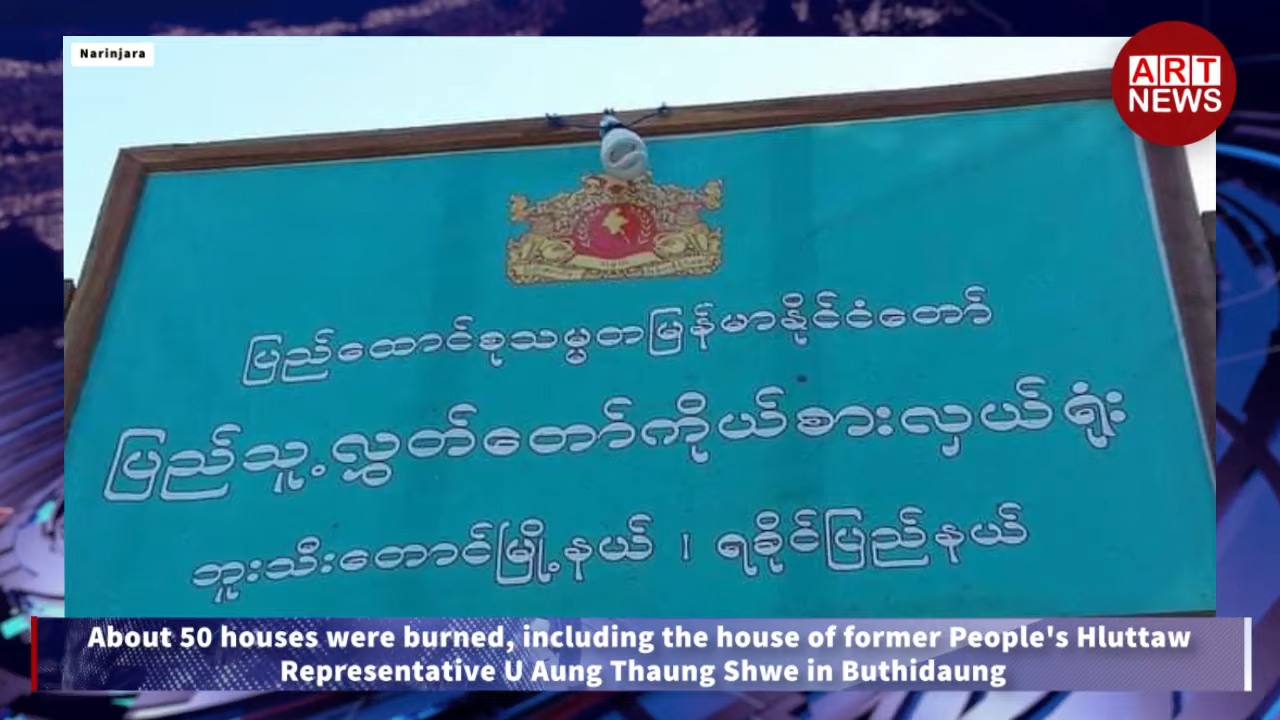 Narinjara
ART
NEWS
ပြည်ထောင်စုသမ္မတမြန်မာနိုင်ငံတော်
ပြည်သူ့လွှတ်တော်ကိုယ်စားလှယ်ရုံး
ဘူးသီးတောင်မြို့နယ် ၊ ရခိုင်ပြည်နယ်
About 50 houses were burned, including the house of former People's Hluttaw
Representative U Aung Thaung Shwe in Buthidaung